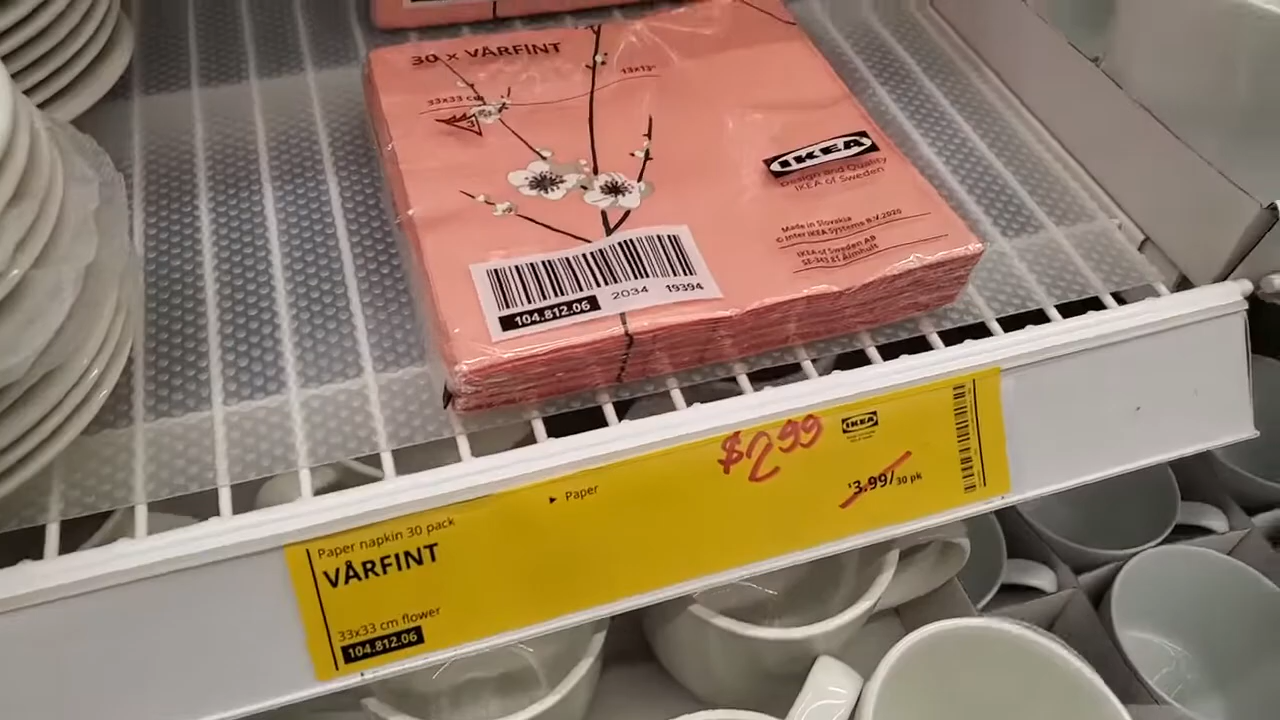 30 x VÅRFINT
13x13"
33x33 cm
3
IKEA
Design and Quality
IKEA of Sweden
Made in Slovakia
© Inter IKEA Systems B.V. 2020
IKEA of Sweden AB
SE-343 81 Älmhult
104.812.06 2034 19394
$2.99
IKEA
$3.99/30 pk
Paper
Paper napkin 30 pack
VÅRFINT
33x33 cm flower
104.812.06